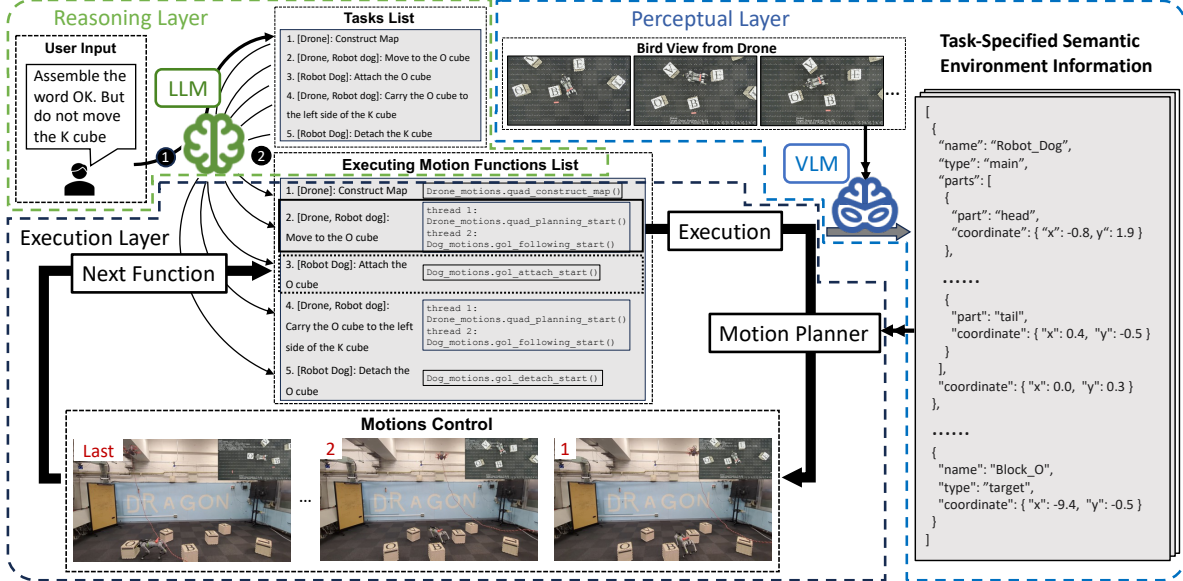 Reasoning Layer
User Input
Assemble the
word OK. But
do not move
the K cube
LLM
1
2
Tasks List
1. [Drone]: Construct Map
2. [Drone, Robot dog]: Move to the O cube
3. [Robot Dog]: Attach the O cube
4. [Drone, Robot dog]: Carry the O cube to
the left side of the K cube
5. [Robot Dog]: Detach the K cube
Perceptual Layer
Bird View from Drone
...
VLM
Task-Specified Semantic
Environment Information
[
{
"name": "Robot_Dog",
"type": "main",
"parts": [
{
"part": "head",
"coordinate": { "x": -0.8, y": 1.9 }
},
......
{
"part": "tail",
"coordinate": { "x": 0.4, "y": -0.5 }
}
],
"coordinate": { "x": 0.0, "y": 0.3 }
},
......
{
"name": "Block_O",
"type": "target",
"coordinate": { "x": -9.4, "y": -0.5 }
}
]
Executing Motion Functions List
1. [Drone]: Construct Map
Drone_motions.quad_construct_map()
2. [Drone, Robot dog]:
Move to the O cube
thread 1:
Drone_motions.quad_planning_start()
thread 2:
Dog_motions.gol_following_start()
3. [Robot Dog]: Attach the
O cube
Dog_motions.gol_attach_start()
4. [Drone, Robot dog]:
Carry the O cube to the left
side of the K cube
thread 1:
Drone_motions.quad_planning_start()
thread 2:
Dog_motions.gol_following_start()
5. [Robot Dog]: Detach the
O cube
Dog_motions.gol_detach_start()
Execution Layer
Next Function
Execution
Motion Planner
Motions Control
Last
...
2
1
DRAGON
DRAGON
DRAGON